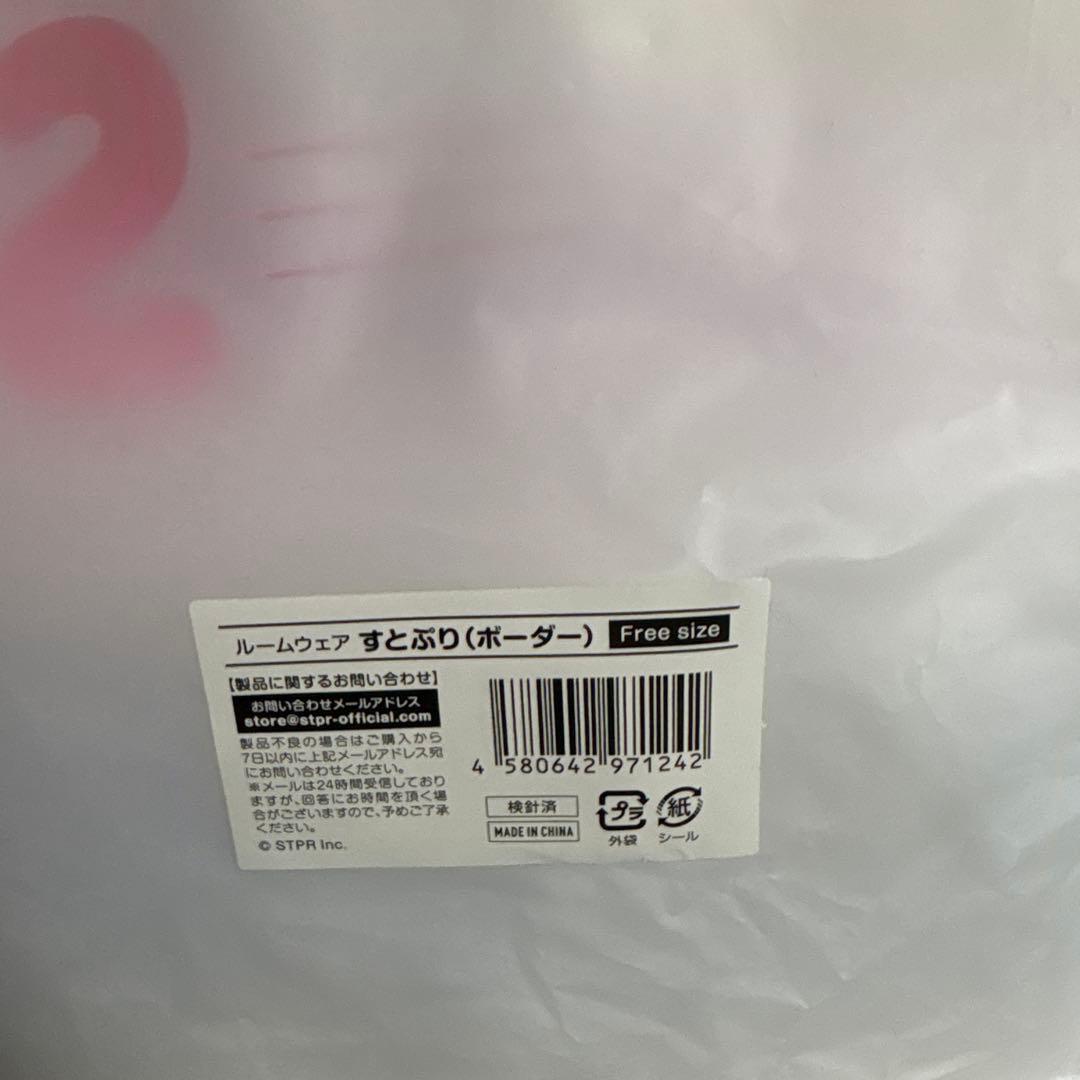 2
ルームウェア すとぷり(ボーダー) Free size
【製品に関するお問い合わせ】
お問い合わせメールアドレス
store@stpr-official.com
製品不良の場合はご購入から
7日以内に上記メールアドレス宛
にお問い合わせください。
※メールは24時間受信しており
ますが、回答にお時間を頂く場
合がございますので、予めご了承
ください。
© STPR Inc.
4 580642 971242
検針済
MADE IN CHINA
プラ
外袋
紙
シール